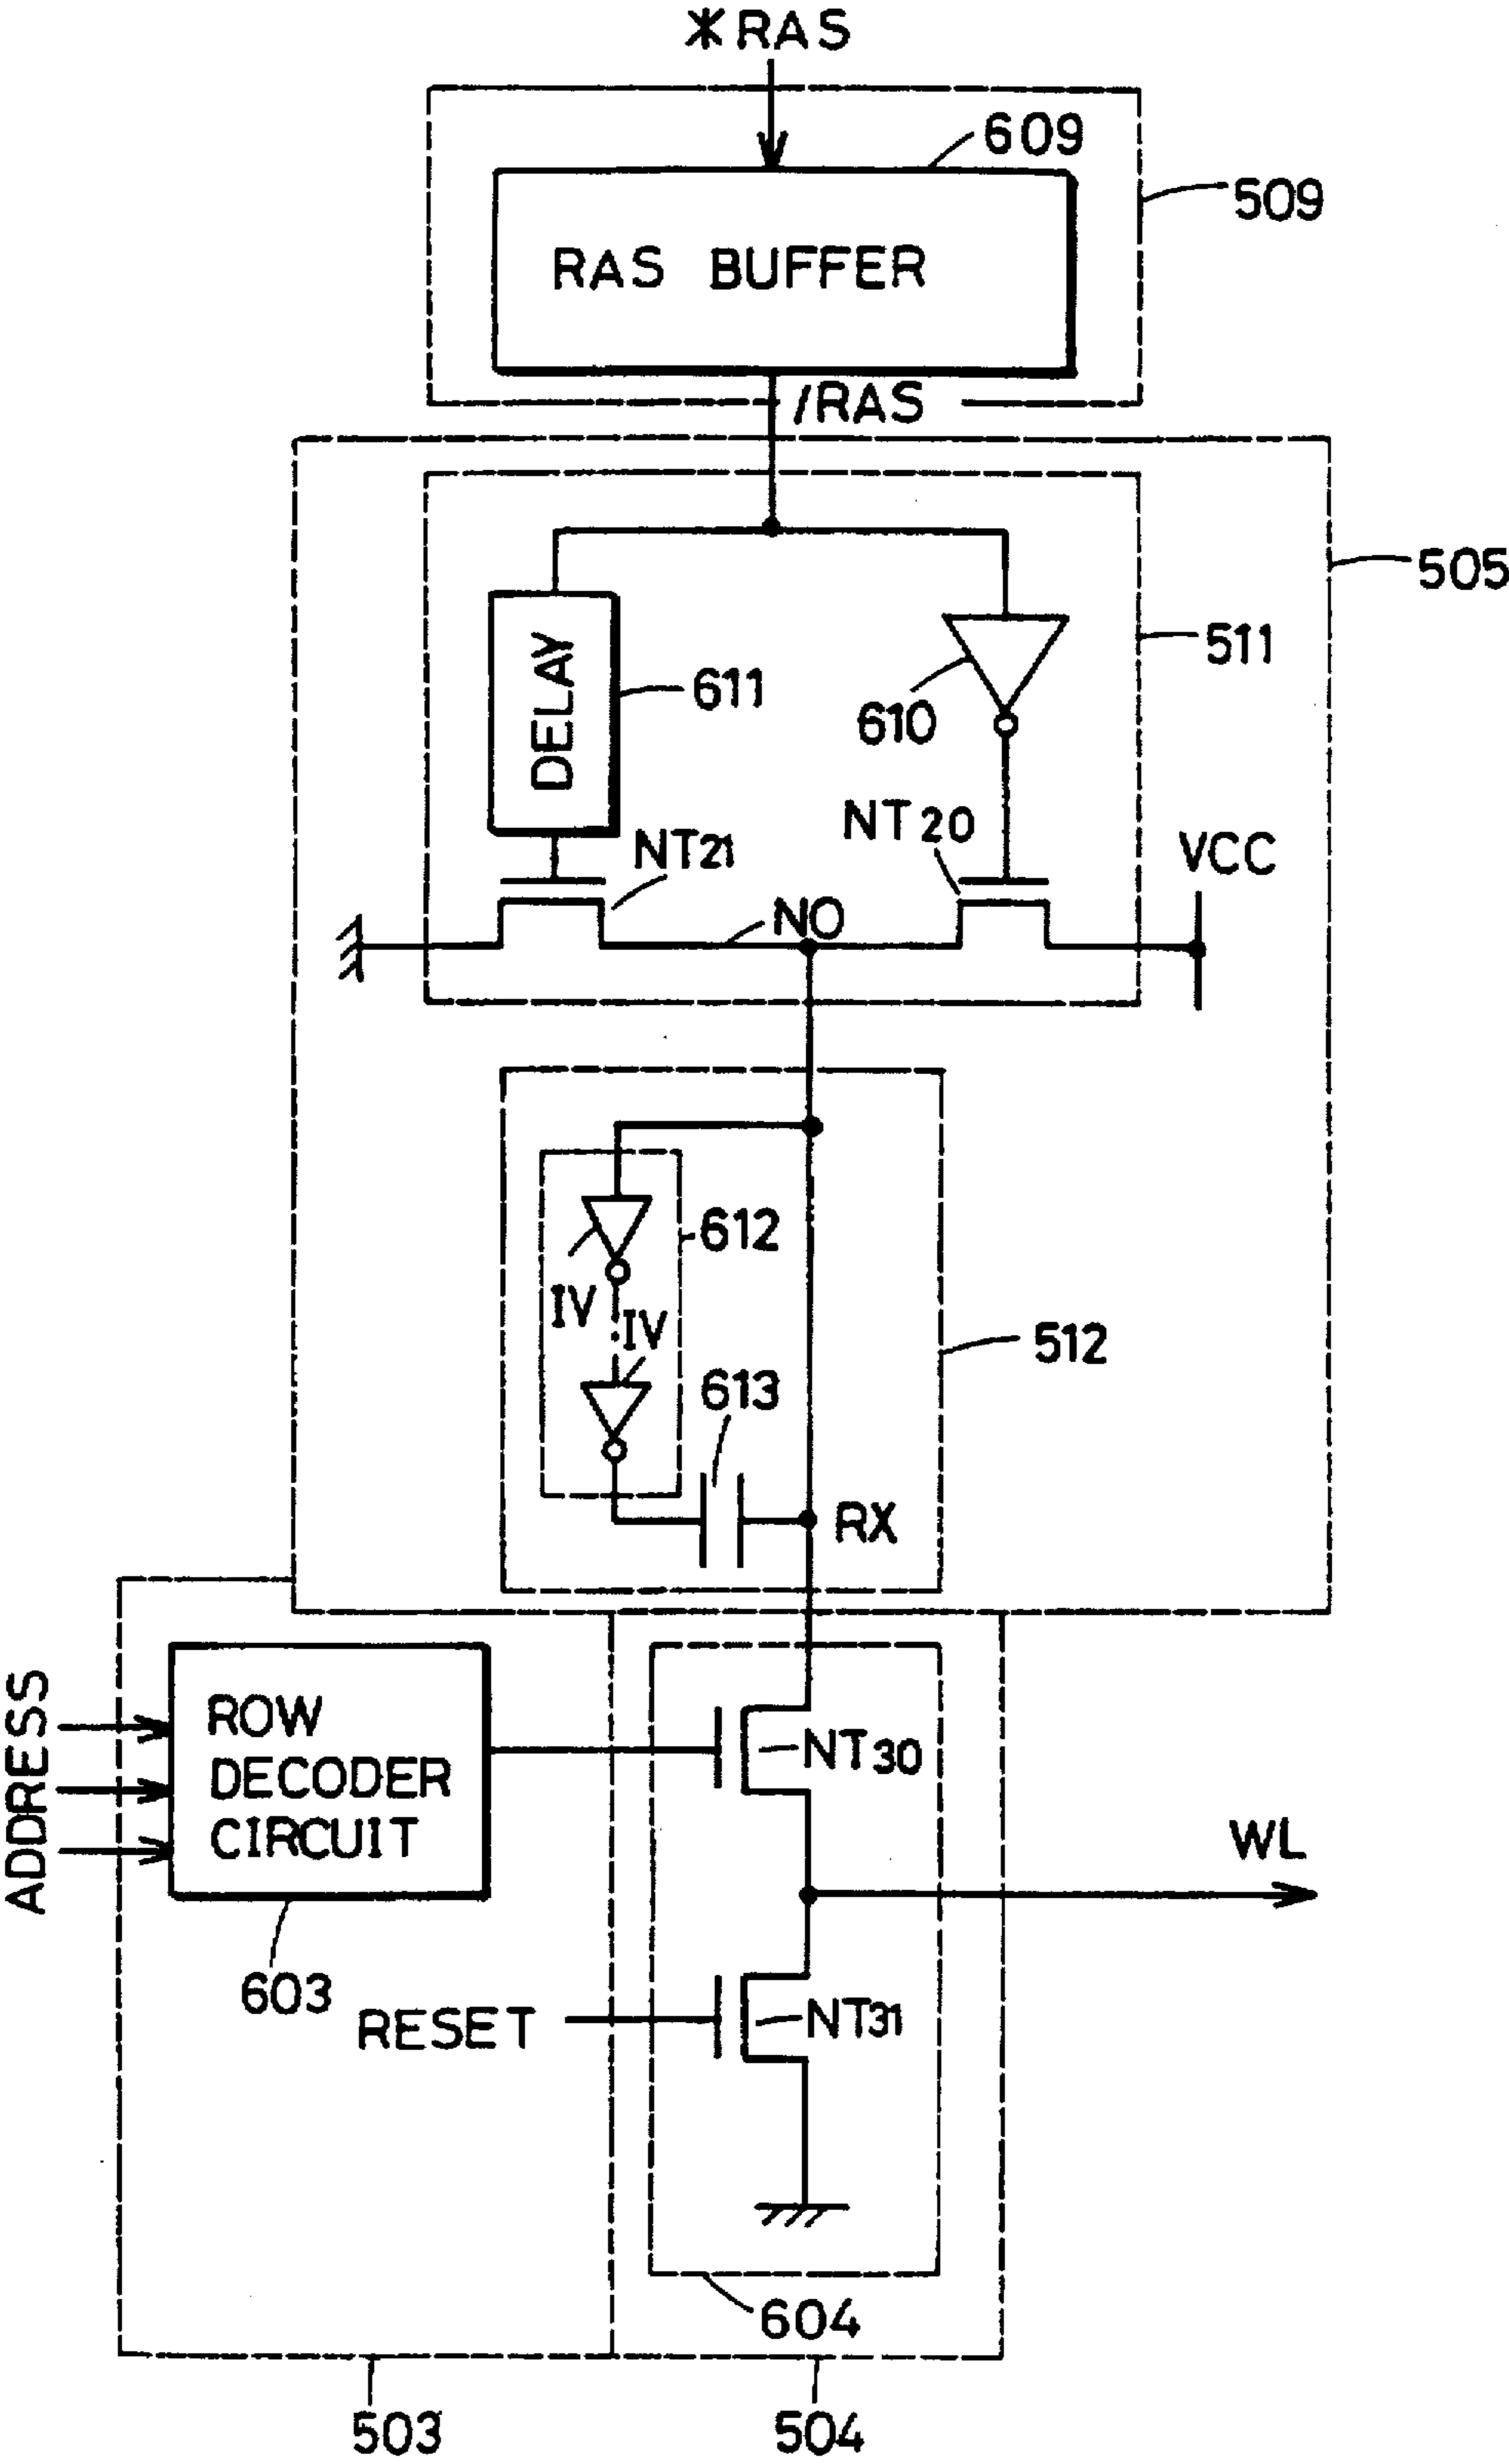 *RAS
609
509
RAS BUFFER
/RAS
505
511
DELAY
611
610
NT20
NT21
VCC
NO
612
IV
IV
512
613
RX
ADDRESS
ROW
DECODER
CIRCUIT
NT30
WL
603
RESET
NT31
604
503
504